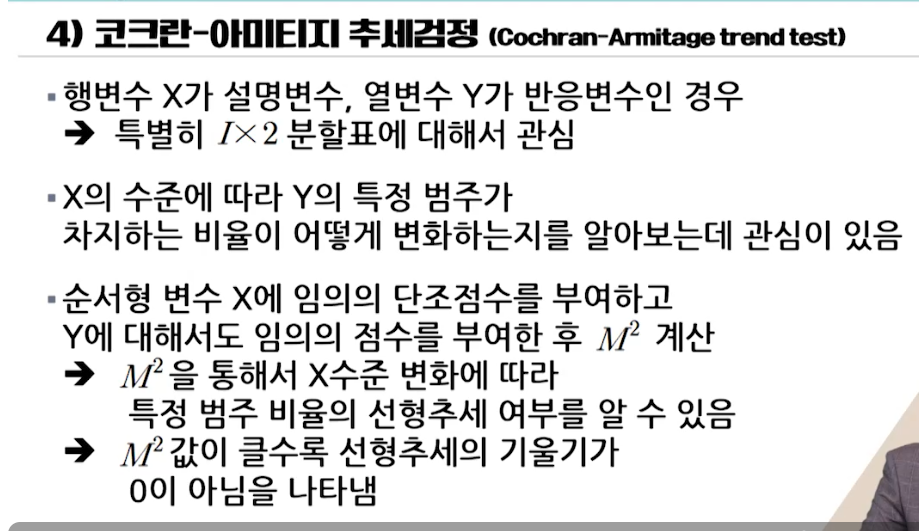 4) 코크란-아미티지 추세검정 (Cochran-Armitage trend test)
▪행변수 X가 설명변수, 열변수 Y가 반응변수인 경우
➔ 특별히 I×2 분할표에 대해서 관심
▪X의 수준에 따라 Y의 특정 범주가
차지하는 비율이 어떻게 변화하는지를 알아보는데 관심이 있음
▪순서형 변수 X에 임의의 단조점수를 부여하고
Y에 대해서도 임의의 점수를 부여한 후 M² 계산
➔ M²을 통해서 X수준 변화에 따라
특정 범주 비율의 선형추세 여부를 알 수 있음
➔ M²값이 클수록 선형추세의 기울기가
0이 아님을 나타냄